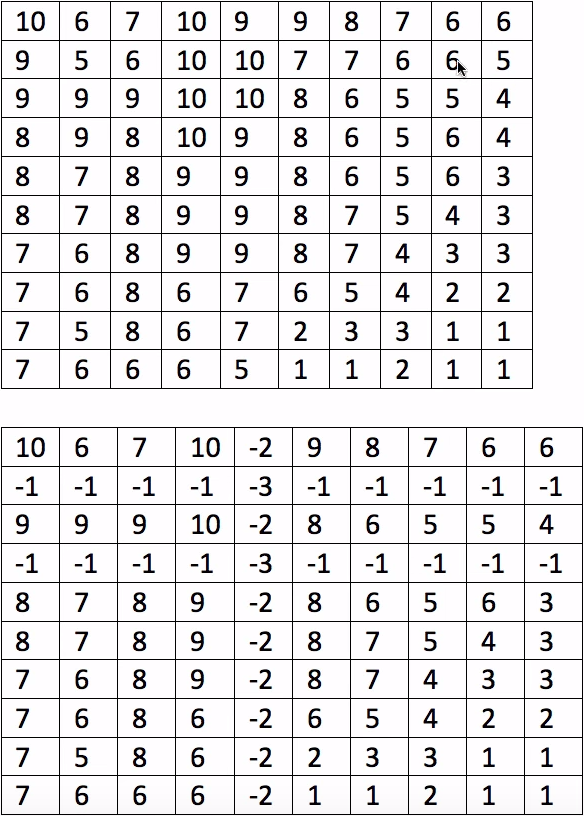 10 6 7 10 9 9 8 7 6 6
9 5 6 10 10 7 7 6 6 5
9 9 9 10 10 8 6 5 5 4
8 9 8 10 9 8 6 5 6 4
8 7 8 9 9 8 6 5 6 3
8 7 8 9 9 8 7 5 4 3
7 6 8 9 9 8 7 4 3 3
7 6 8 6 7 6 5 4 2 2
7 5 8 6 7 2 3 3 1 1
7 6 6 6 5 1 1 2 1 1
10 6 7 10 -2 9 8 7 6 6
-1 -1 -1 -1 -3 -1 -1 -1 -1 -1
9 9 9 10 -2 8 6 5 5 4
-1 -1 -1 -1 -3 -1 -1 -1 -1 -1
8 7 8 9 -2 8 6 5 6 3
8 7 8 9 -2 8 7 5 4 3
7 6 8 9 -2 8 7 4 3 3
7 6 8 6 -2 6 5 4 2 2
7 5 8 6 -2 2 3 3 1 1
7 6 6 6 -2 1 1 2 1 1